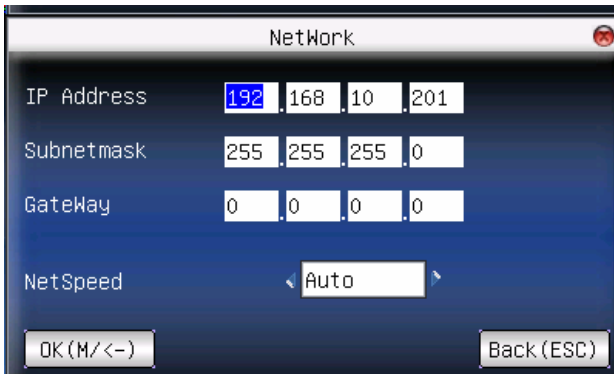 NetWork
IP Address 192.168.10.201
Subnetmask 255.255.255.0
GateWay 0.0.0.0
NetSpeed Auto
OK(M/<-) Back(ESC)